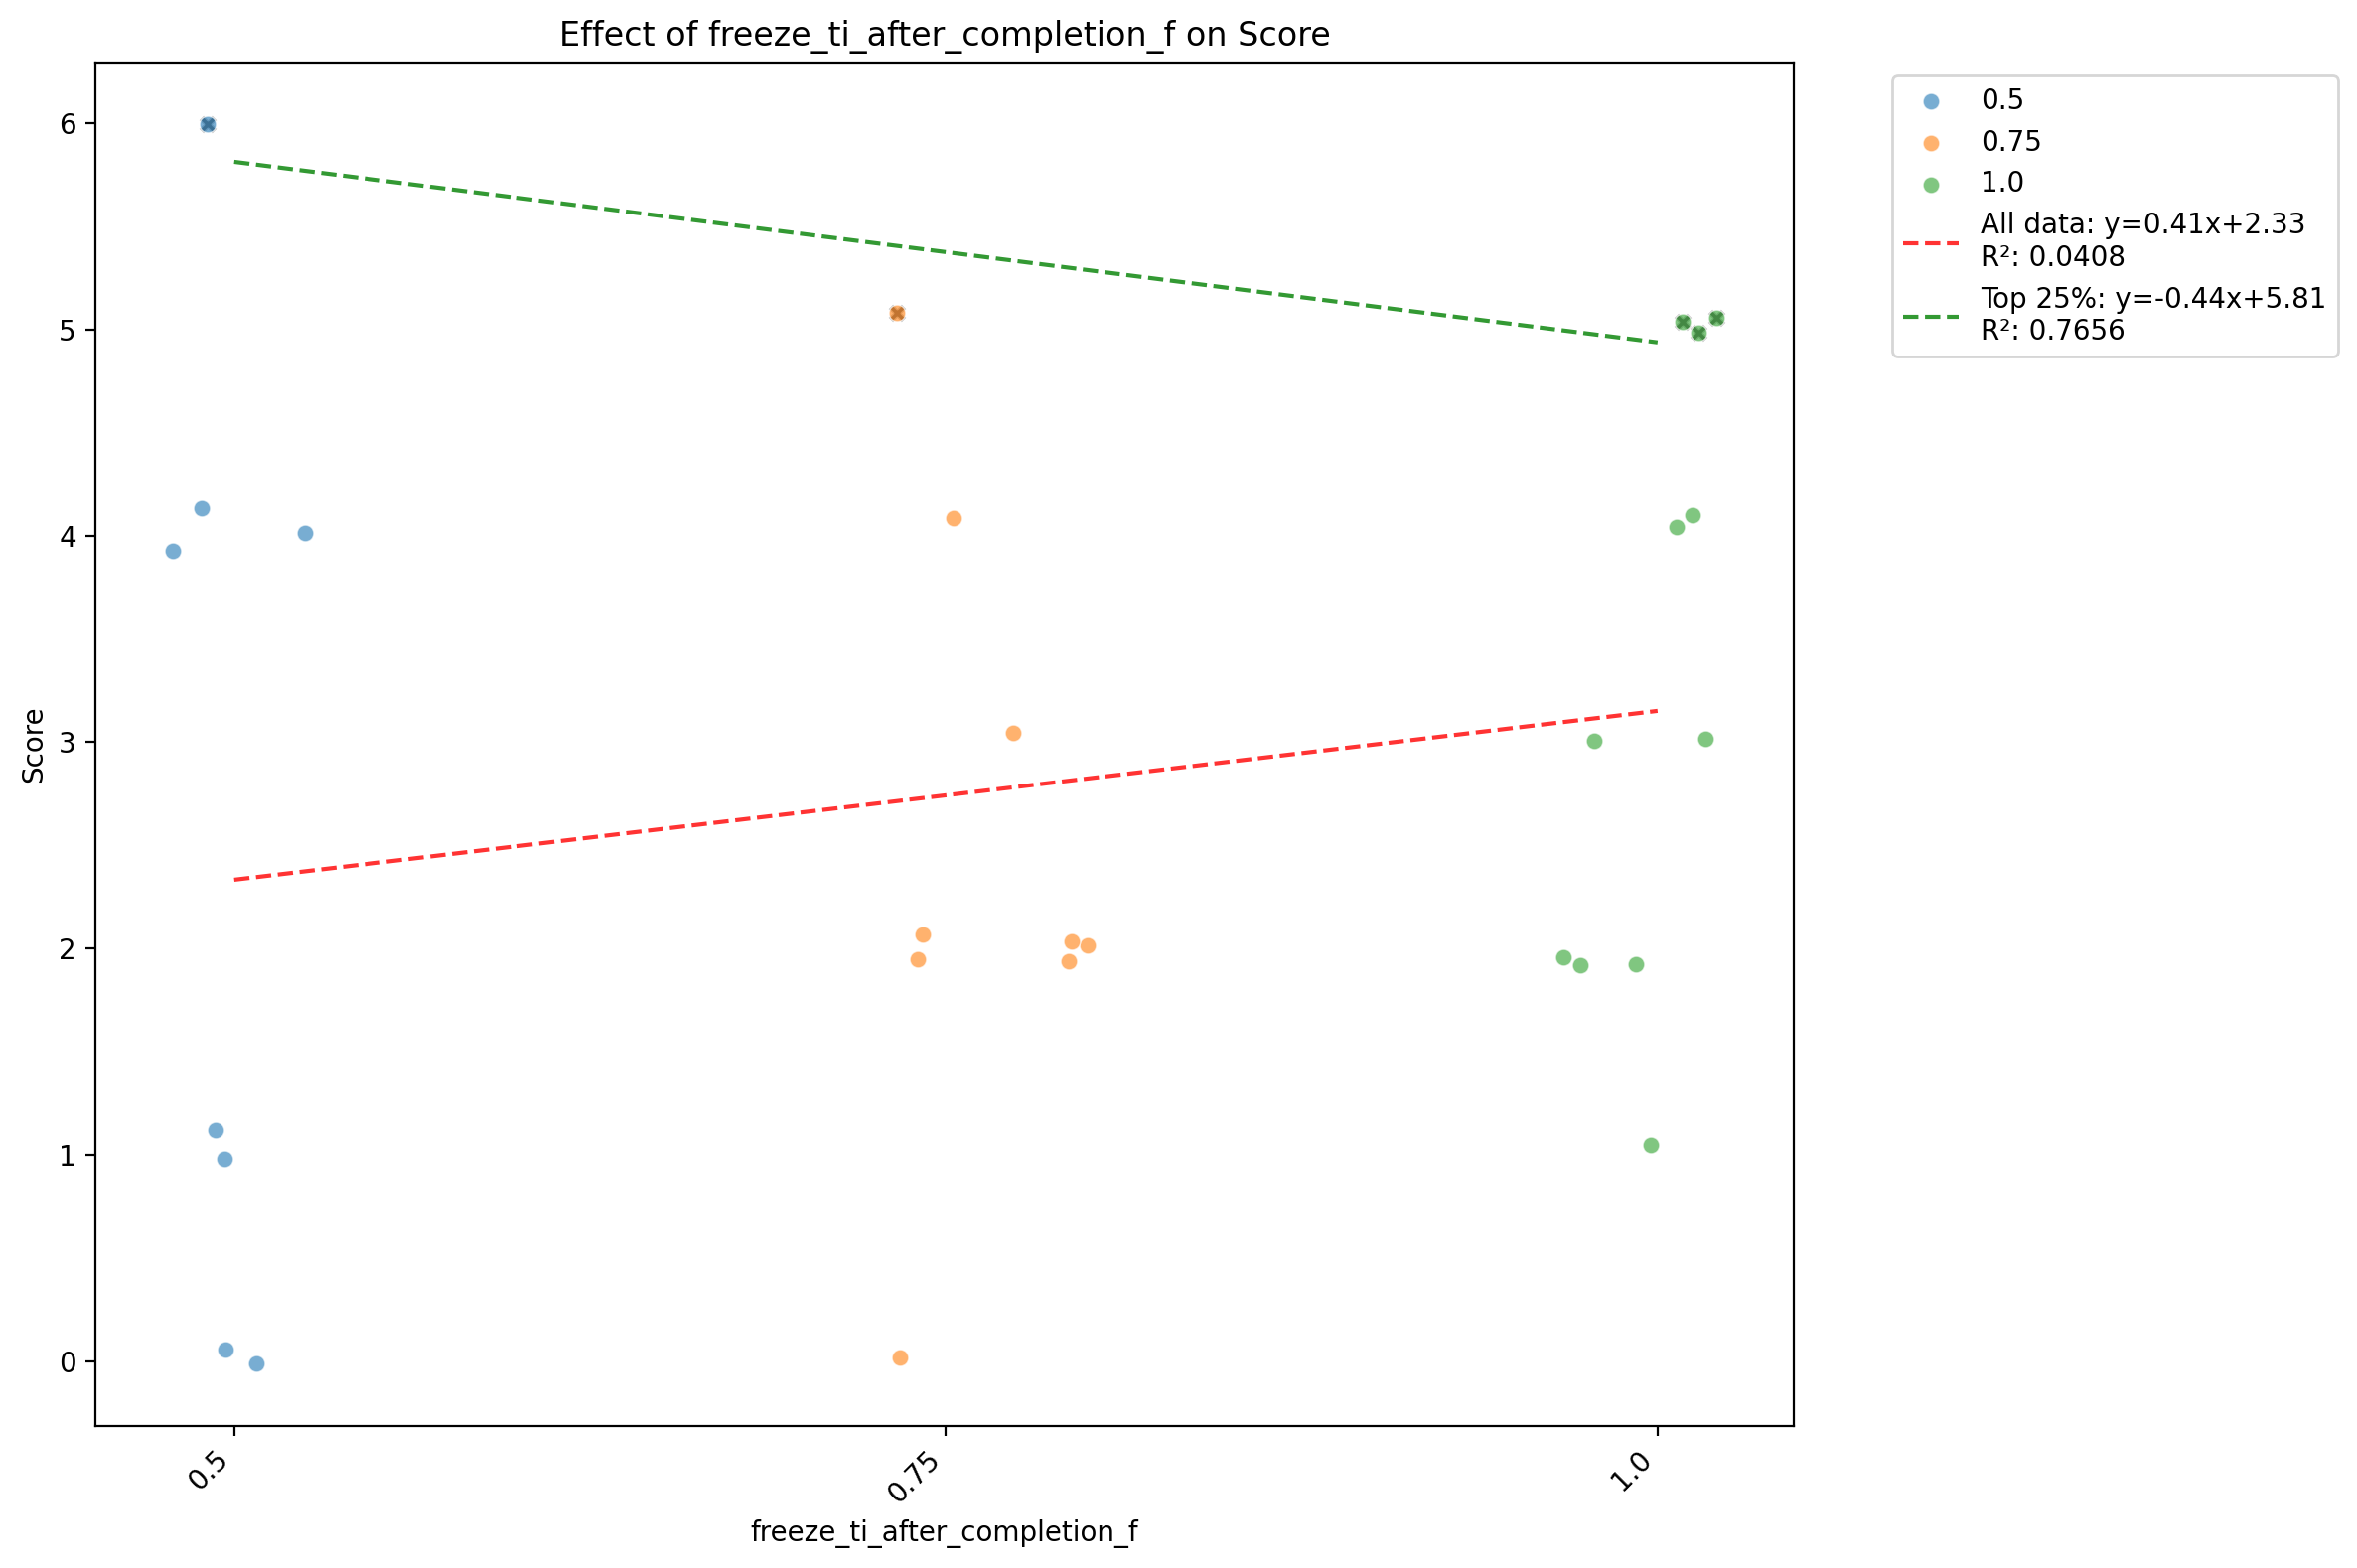 Effect of freeze_ti_after_completion_f on Score
0.5
0.75
1.0
All data: y=0.41x+2.33
R²: 0.0408
Top 25%: y=-0.44x+5.81
R²: 0.7656
Score
6
5
4
3
2
1
0
0.5
0.75
1.0
freeze_ti_after_completion_f